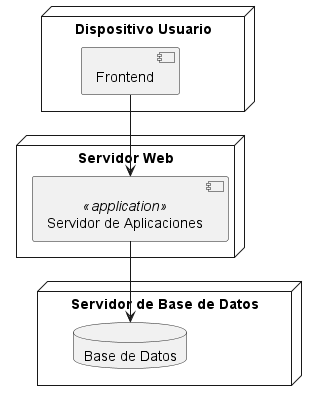 Dispositivo Usuario
Frontend
Servidor Web
«application»
Servidor de Aplicaciones
Servidor de Base de Datos
Base de Datos